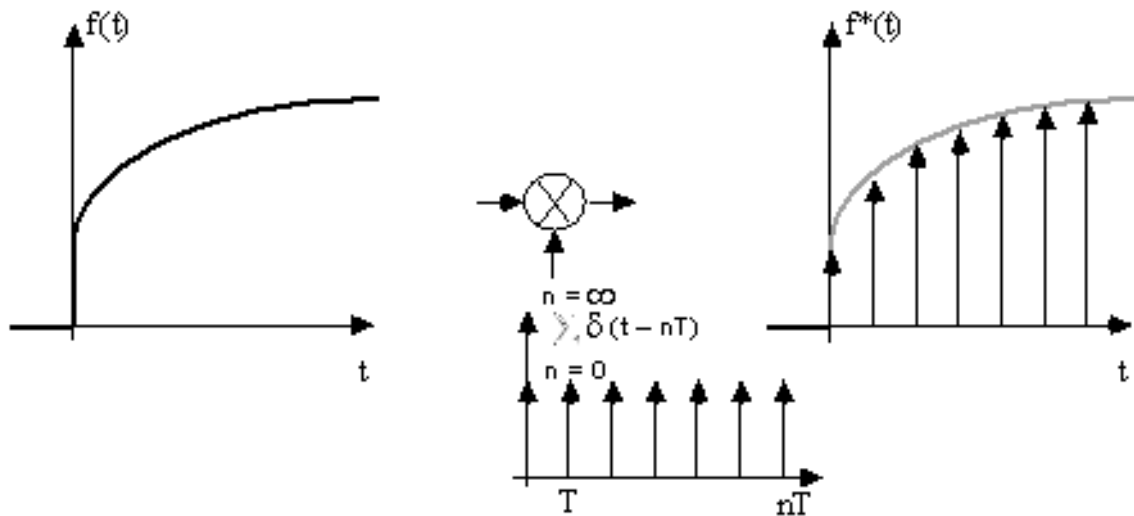 f(t)
f*(t)
n = ∞
∑ δ (t – nT)
n = 0
t
t
T
nT